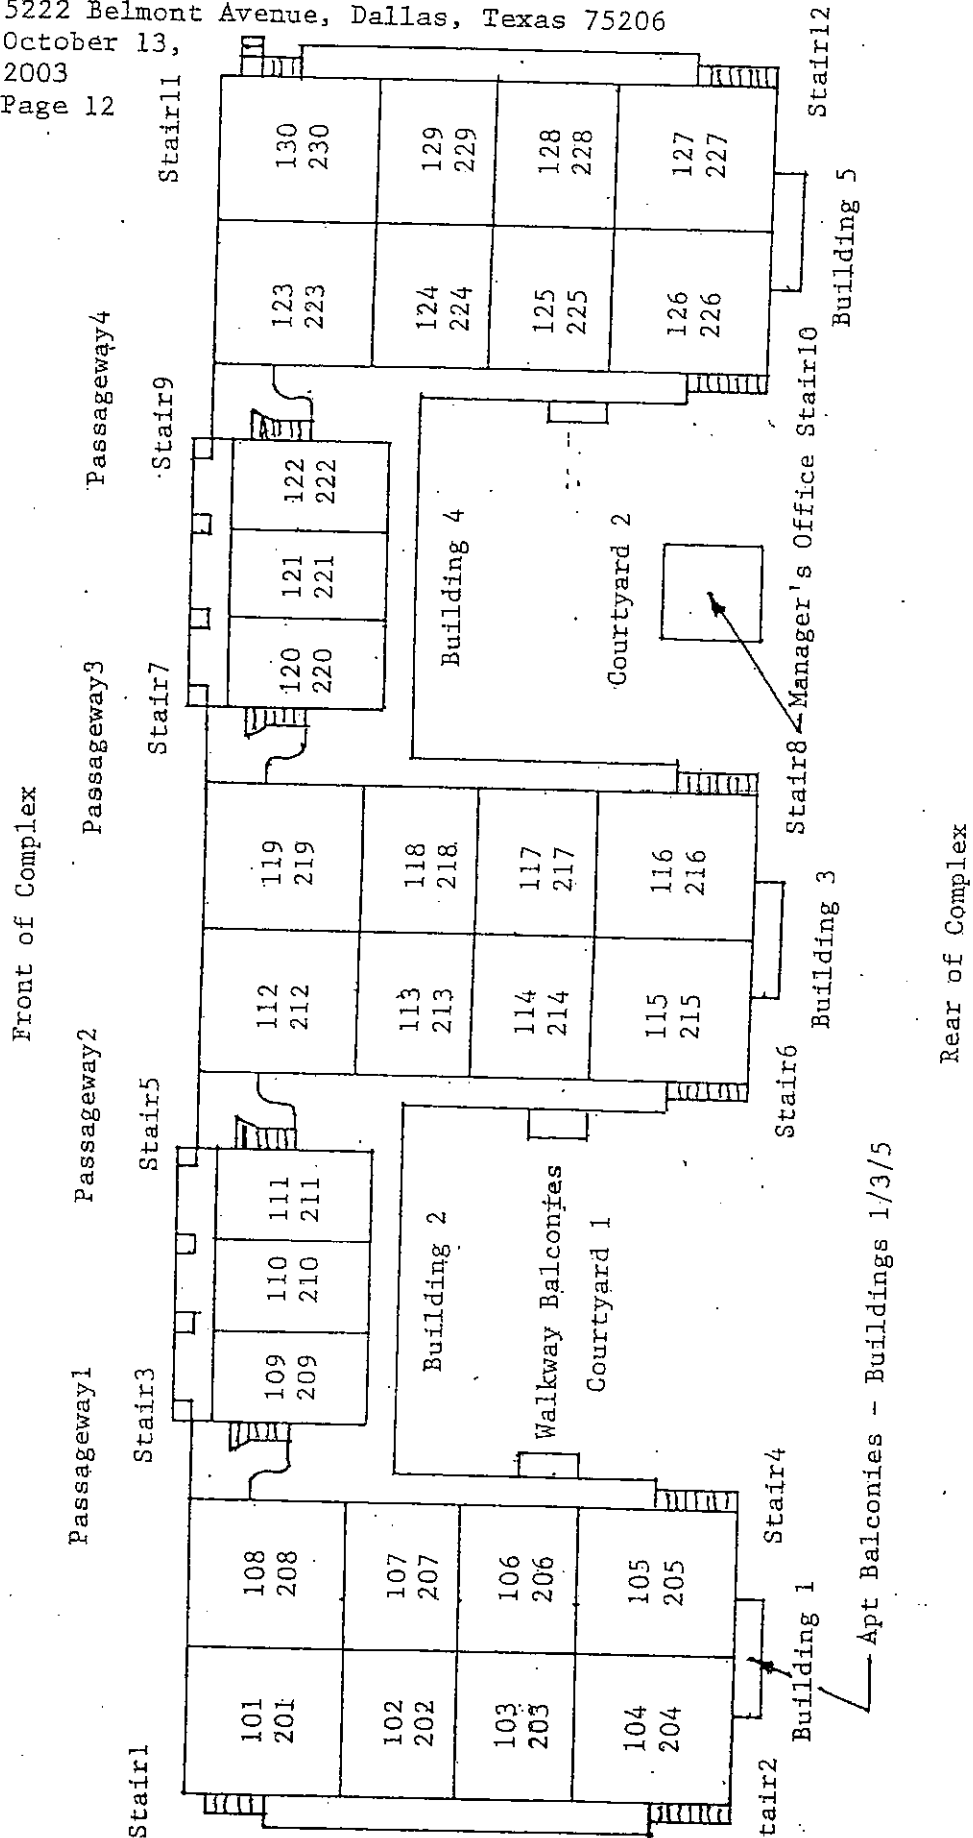 5222 Belmont Avenue, Dallas, Texas 75206
October 13,
2003
Page 12
Front of Complex
Passageway1
Passageway2
Passageway3
Passageway4
Stair1
Stair3
Stair5
Stair7
Stair9
Stair11
101
201
108
208
102
202
107
207
103
203
106
206
104
204
105
205
109
209
110
210
111
211
112
212
119
219
113
213
118
218
114
214
117
217
115
215
116
216
120
220
121
221
122
222
123
223
130
230
124
224
129
229
125
225
128
228
126
226
127
227
Building 2
Walkway Balconies
Courtyard 1
Building 4
Courtyard 2
tair2
Stair4
Stair6
Stair8 - Manager's Office Stair10
Stair12
Building 1
Building 3
Building 5
Apt Balconies - Buildings 1/3/5
Rear of Complex